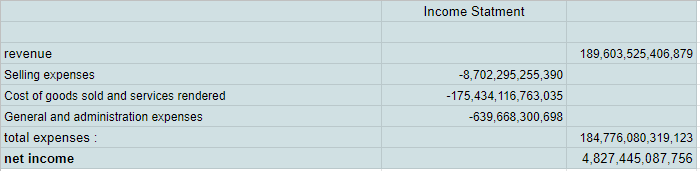 Income Statment
revenue 189,603,525,406,879
Selling expenses -8,702,295,255,390
Cost of goods sold and services rendered -175,434,116,763,035
General and administration expenses -639,668,300,698
total expenses : 184,776,080,319,123
net income 4,827,445,087,756